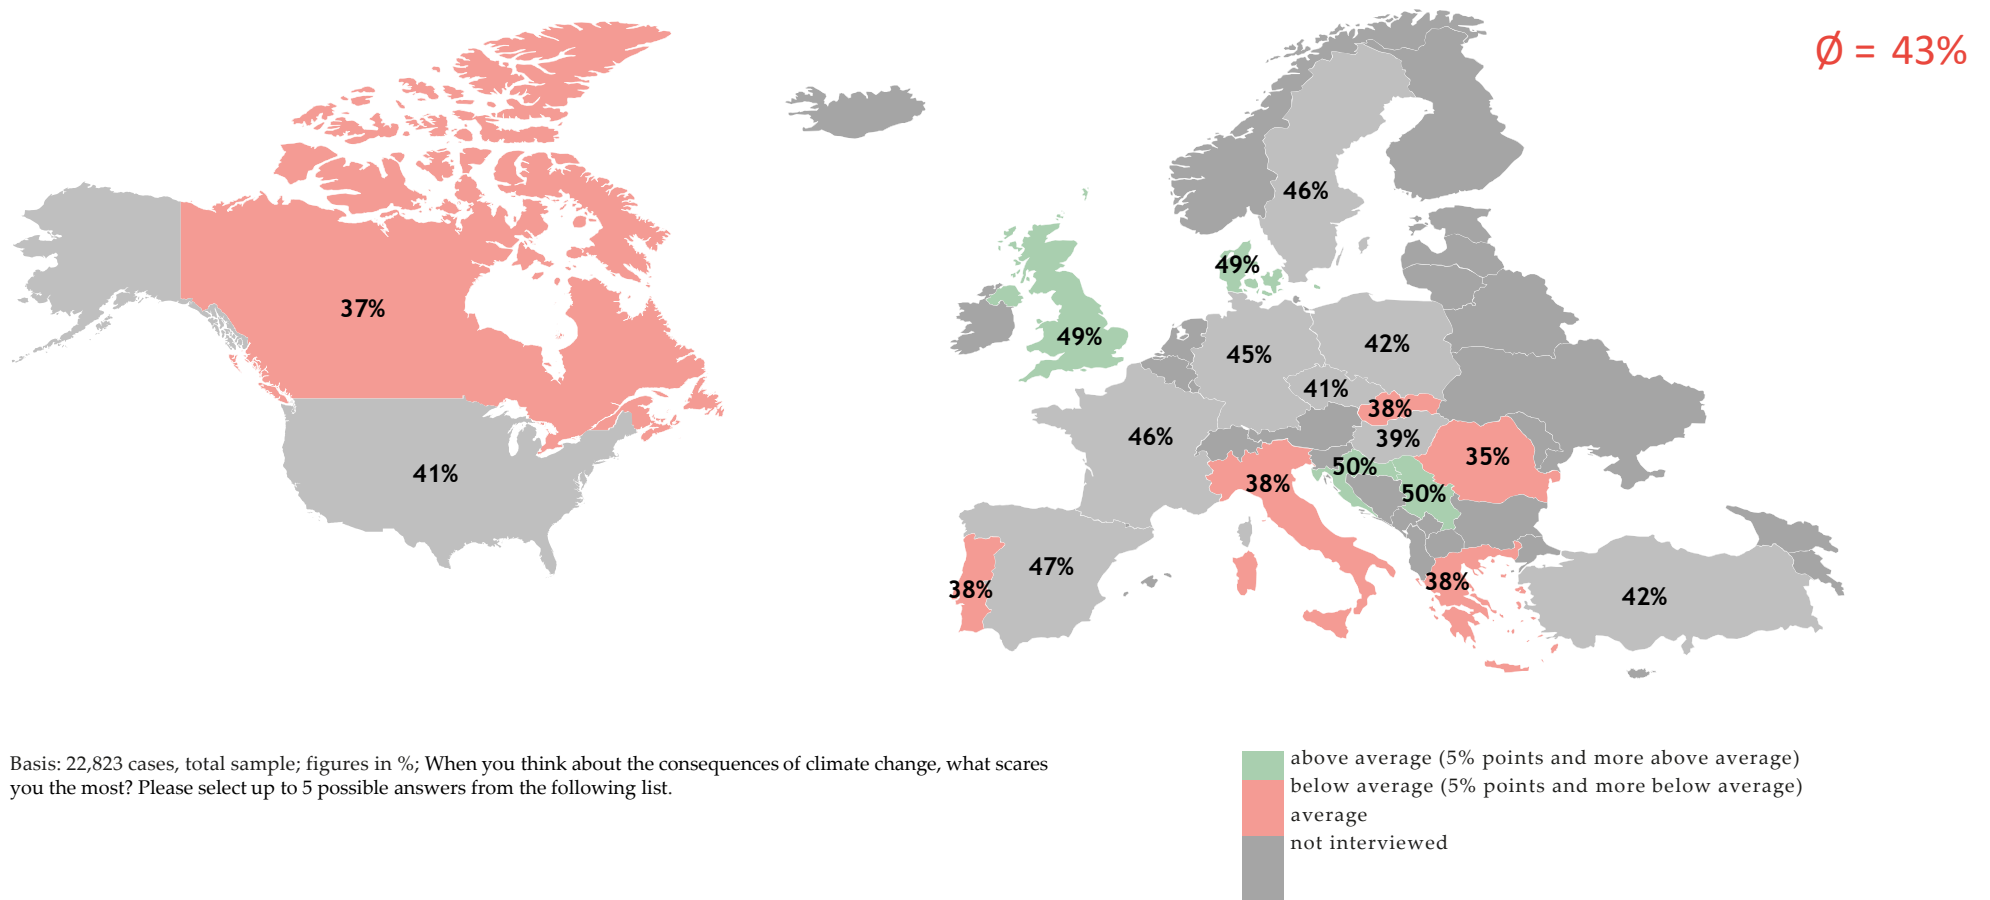 Ø = 43%
46%
49%
37%
49%
42%
45%
41%
38%
46%
39%
35%
50%
41%
38%
50%
47%
38%
38%
42%
Basis: 22,823 cases, total sample; figures in %; When you think about the consequences of climate change, what scares
you the most? Please select up to 5 possible answers from the following list.
above average (5% points and more above average)
below average (5% points and more below average)
average
not interviewed